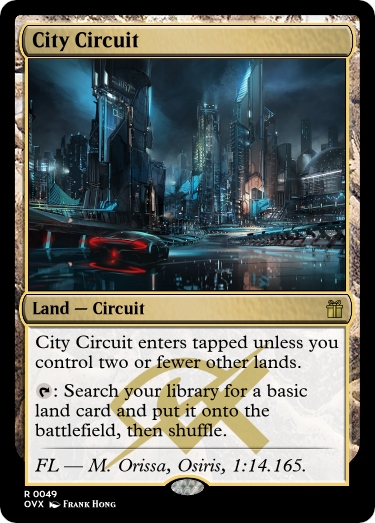 City Circuit
Land — Circuit
City Circuit enters tapped unless you
control two or fewer other lands.
: Search your library for a basic
land card and put it onto the
battlefield, then shuffle.
FL — M. Orissa, Osiris, 1:14.165.
R 0049
OVX Frank Hong